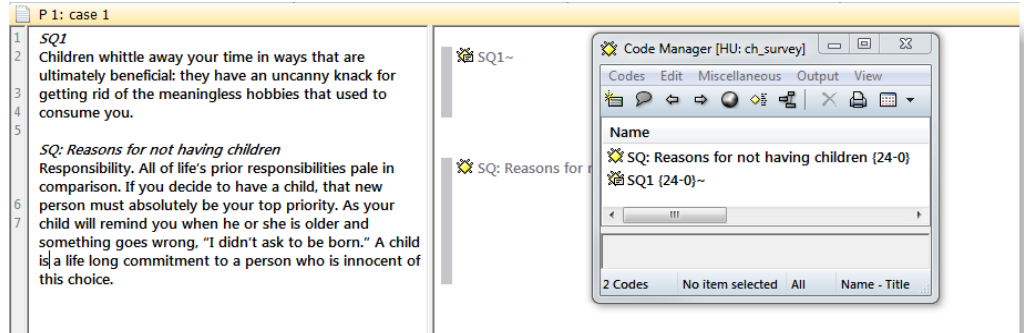 P 1: case 1
1
2
3
4
5
6
7
SQ1
Children whittle away your time in ways that are
ultimately beneficial: they have an uncanny knack for
getting rid of the meaningless hobbies that used to
consume you.
SQ: Reasons for not having children
Responsibility. All of life's prior responsibilities pale in
comparison. If you decide to have a child, that new
person must absolutely be your top priority. As your
child will remind you when he or she is older and
something goes wrong, “I didn't ask to be born.” A child
is a life long commitment to a person who is innocent of
this choice.
SQ1~
SQ: Reasons for
Code Manager [HU: ch_survey]
Codes Edit Miscellaneous Output View
Name
SQ: Reasons for not having children {24-0}
SQ1 {24-0}~
2 Codes No item selected All Name - Title